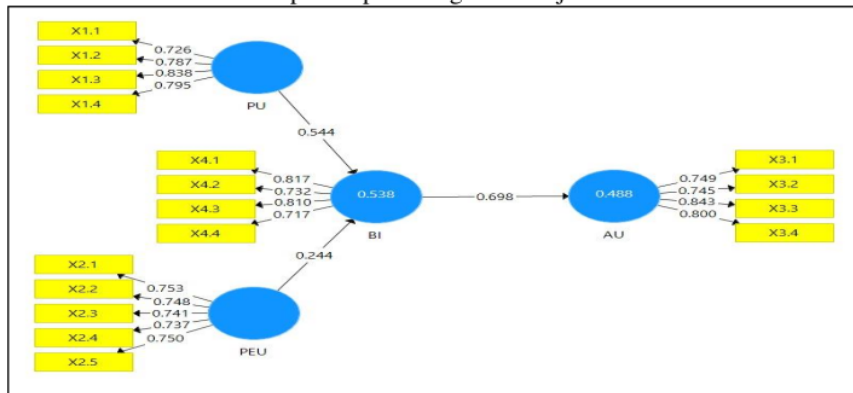 X1.1
X1.2
X1.3
X1.4
0.726
0.787
0.838
0.795
PU
0.544
X4.1
X4.2
X4.3
X4.4
0.817
0.732
0.810
0.717
0.538
BI
0.698
0.488
AU
0.749
0.745
0.843
0.800
X3.1
X3.2
X3.3
X3.4
0.244
X2.1
X2.2
X2.3
X2.4
X2.5
0.753
0.748
0.741
0.737
0.750
PEU